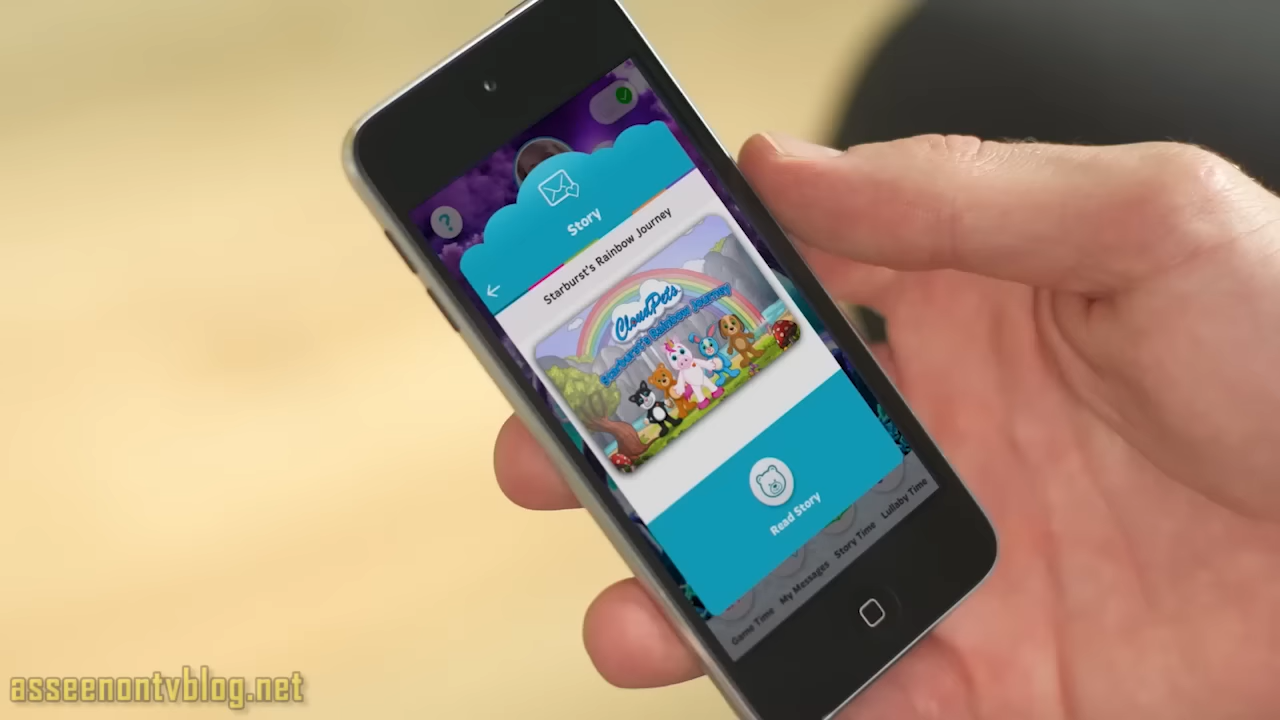 ?
Story
Starburst's Rainbow Journey
CloudPets
Starburst's Rainbow Journey
Read Story
Game Time
My Messages
Story Time
Lullaby Time
asseenontvblog.net